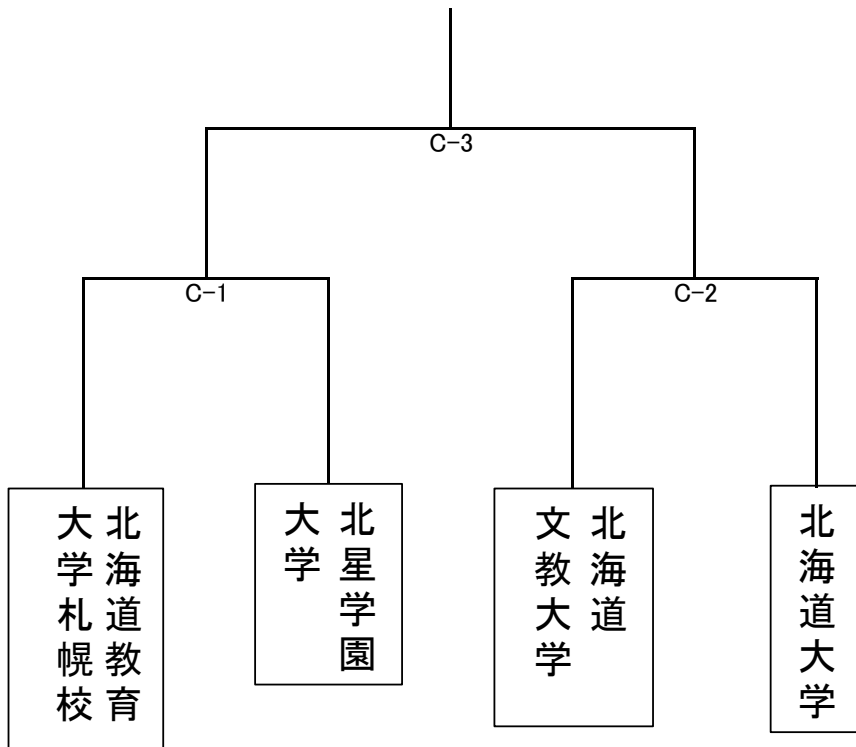 C-3
C-1
C-2
北海道教育
大学札幌校
北星学園
大学
北海道
文教大学
北海道大学